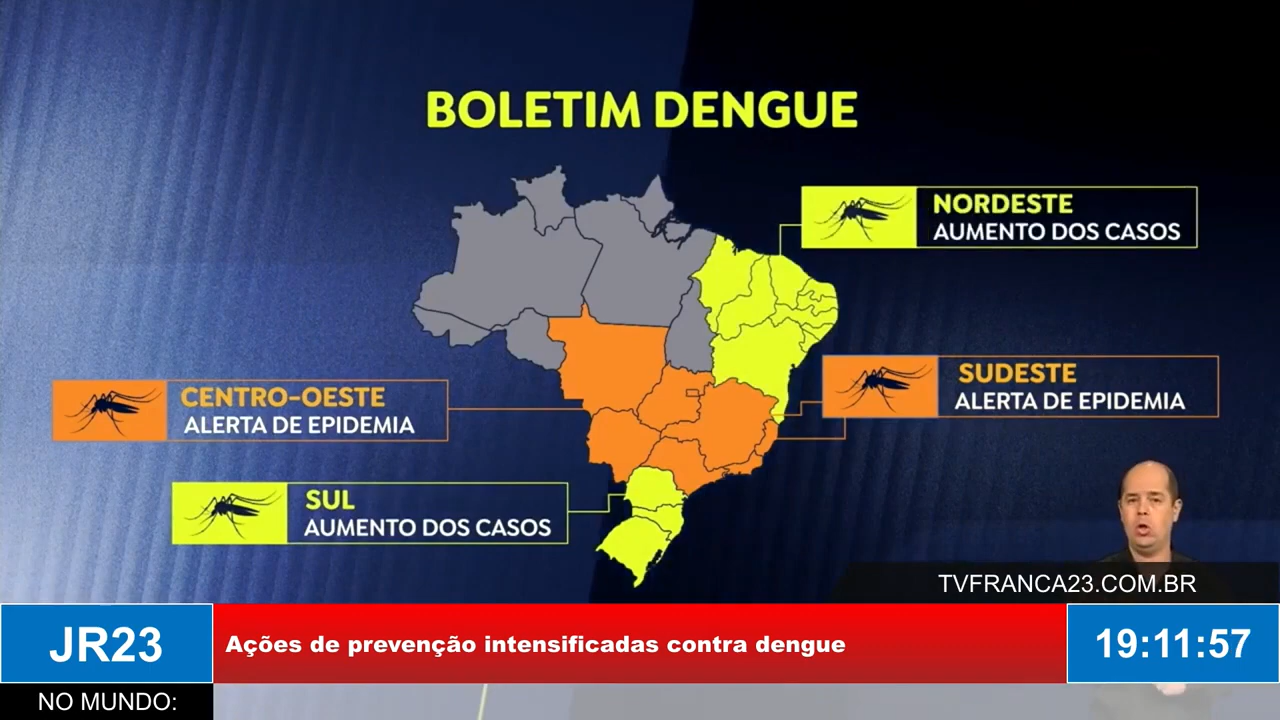 BOLETIM DENGUE
NORDESTE
AUMENTO DOS CASOS
SUDESTE
ALERTA DE EPIDEMIA
CENTRO-OESTE
ALERTA DE EPIDEMIA
SUL
AUMENTO DOS CASOS
TVFRANCA23.COM.BR
JR23
Ações de prevenção intensificadas contra dengue
19:11:57
NO MUNDO: